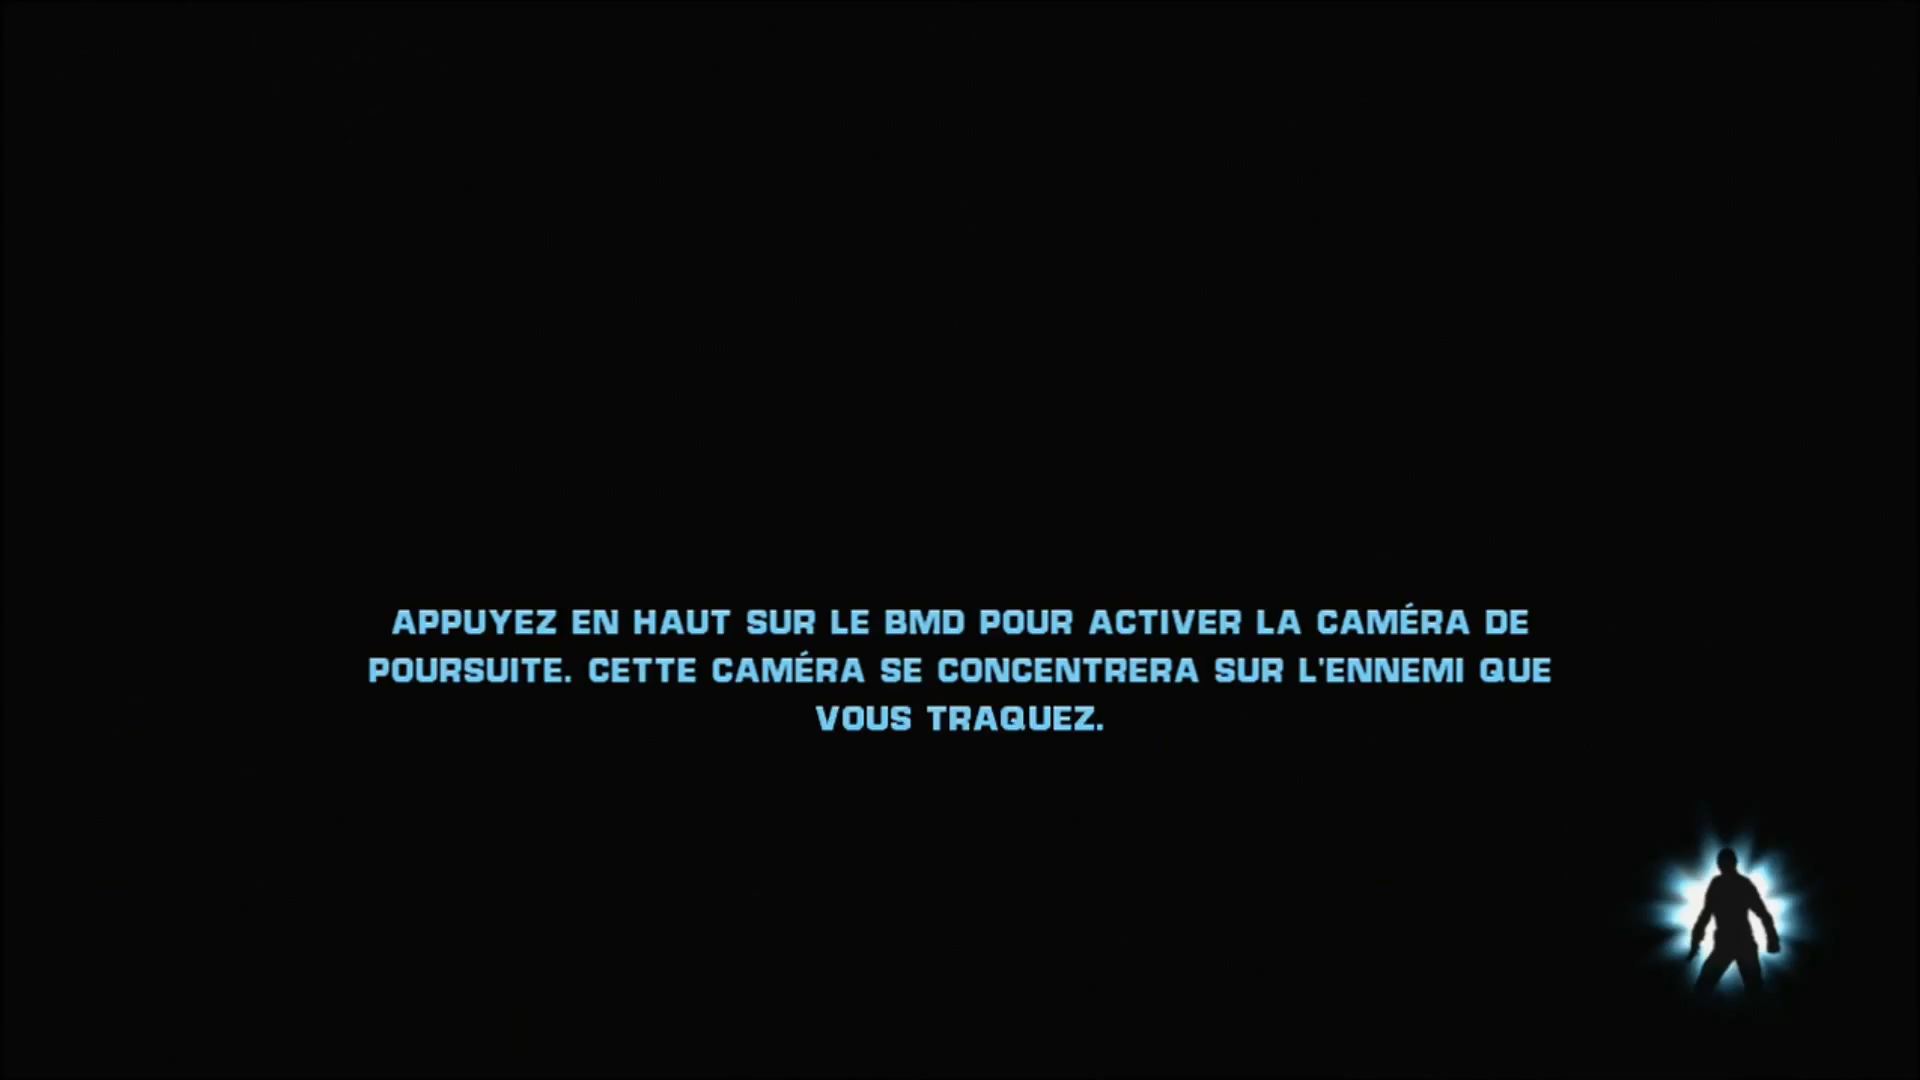 APPUYEZ EN HAUT SUR LE BMD POUR ACTIVER LA CAMÉRA DE
POURSUITE. CETTE CAMÉRA SE CONCENTRERA SUR L'ENNEMI QUE
VOUS TRAQUEZ.